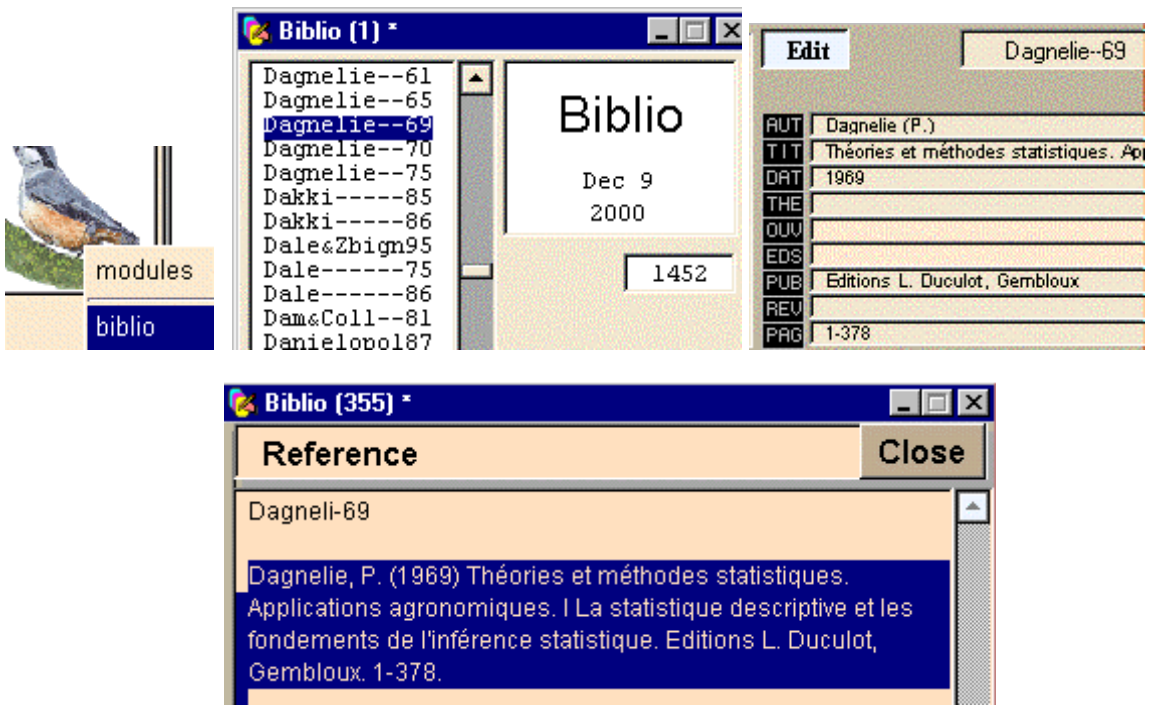 modules
biblio
Biblio (1) *
Dagnelie--61
Dagnelie--65
Dagnelie--69
Dagnelie--70
Dagnelie--75
Dakki-----85
Dakki-----86
Dale&Zbign95
Dale------75
Dale------86
Dam&Coll--81
Danielopol87
Biblio
Dec 9
2000
1452
Edit
Dagnelie--69
AUT Dagnelie (P.)
TIT Théories et méthodes statistiques.
DAT 1969
THE
OUV
EDS
PUB Editions L. Duculot, Gembloux
REV
PAG 1-378
Biblio (355) *
Reference
Close
Dagneli-69
Dagnelie, P. (1969) Théories et méthodes statistiques.
Applications agronomiques. I La statistique descriptive et les
fondements de l'inférence statistique. Editions L. Duculot,
Gembloux. 1-378.